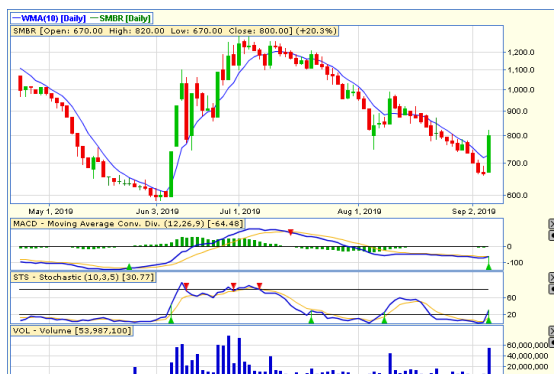 WMA(10) [Daily] SMBR [Daily]
SMBR [Open: 670.00 High: 820.00 Low: 670.00 Close: 800.00] (+20.3%)
1,200.0
1,100.0
1,000.0
900.0
800.0
700.0
600.0
May 1, 2019 Jun 3, 2019 Jul 1, 2019 Aug 1, 2019 Sep 2, 2019
MACD - Moving Average Conv. Div. (12,26,9) [-64.48]
0
-100
STS - Stochastic (10,3,5) [30.77]
60
20
VOL - Volume [53,987,100]
60,000,000
40,000,000
20,000,000